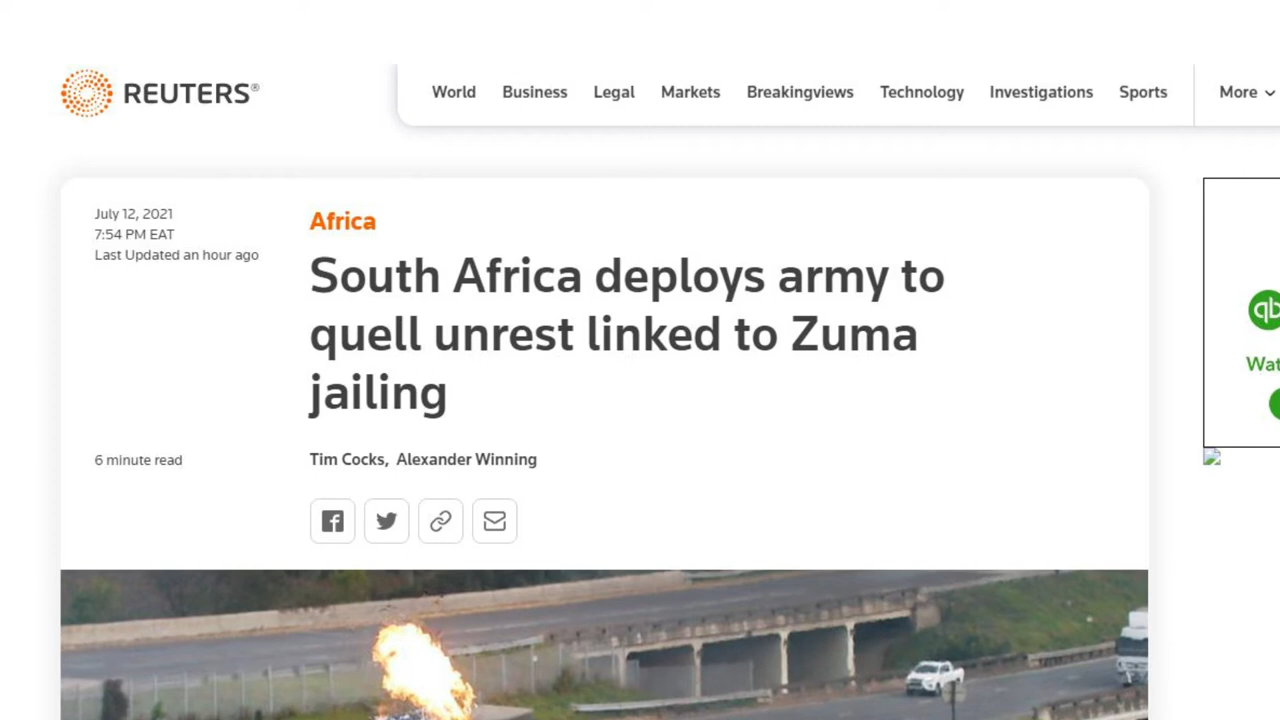 REUTERS®
World Business Legal Markets Breakingviews Technology Investigations Sports More
July 12, 2021
7:54 PM EAT
Last Updated an hour ago
Africa
South Africa deploys army to
quell unrest linked to Zuma
jailing
6 minute read
Tim Cocks, Alexander Winning
qb
Wat